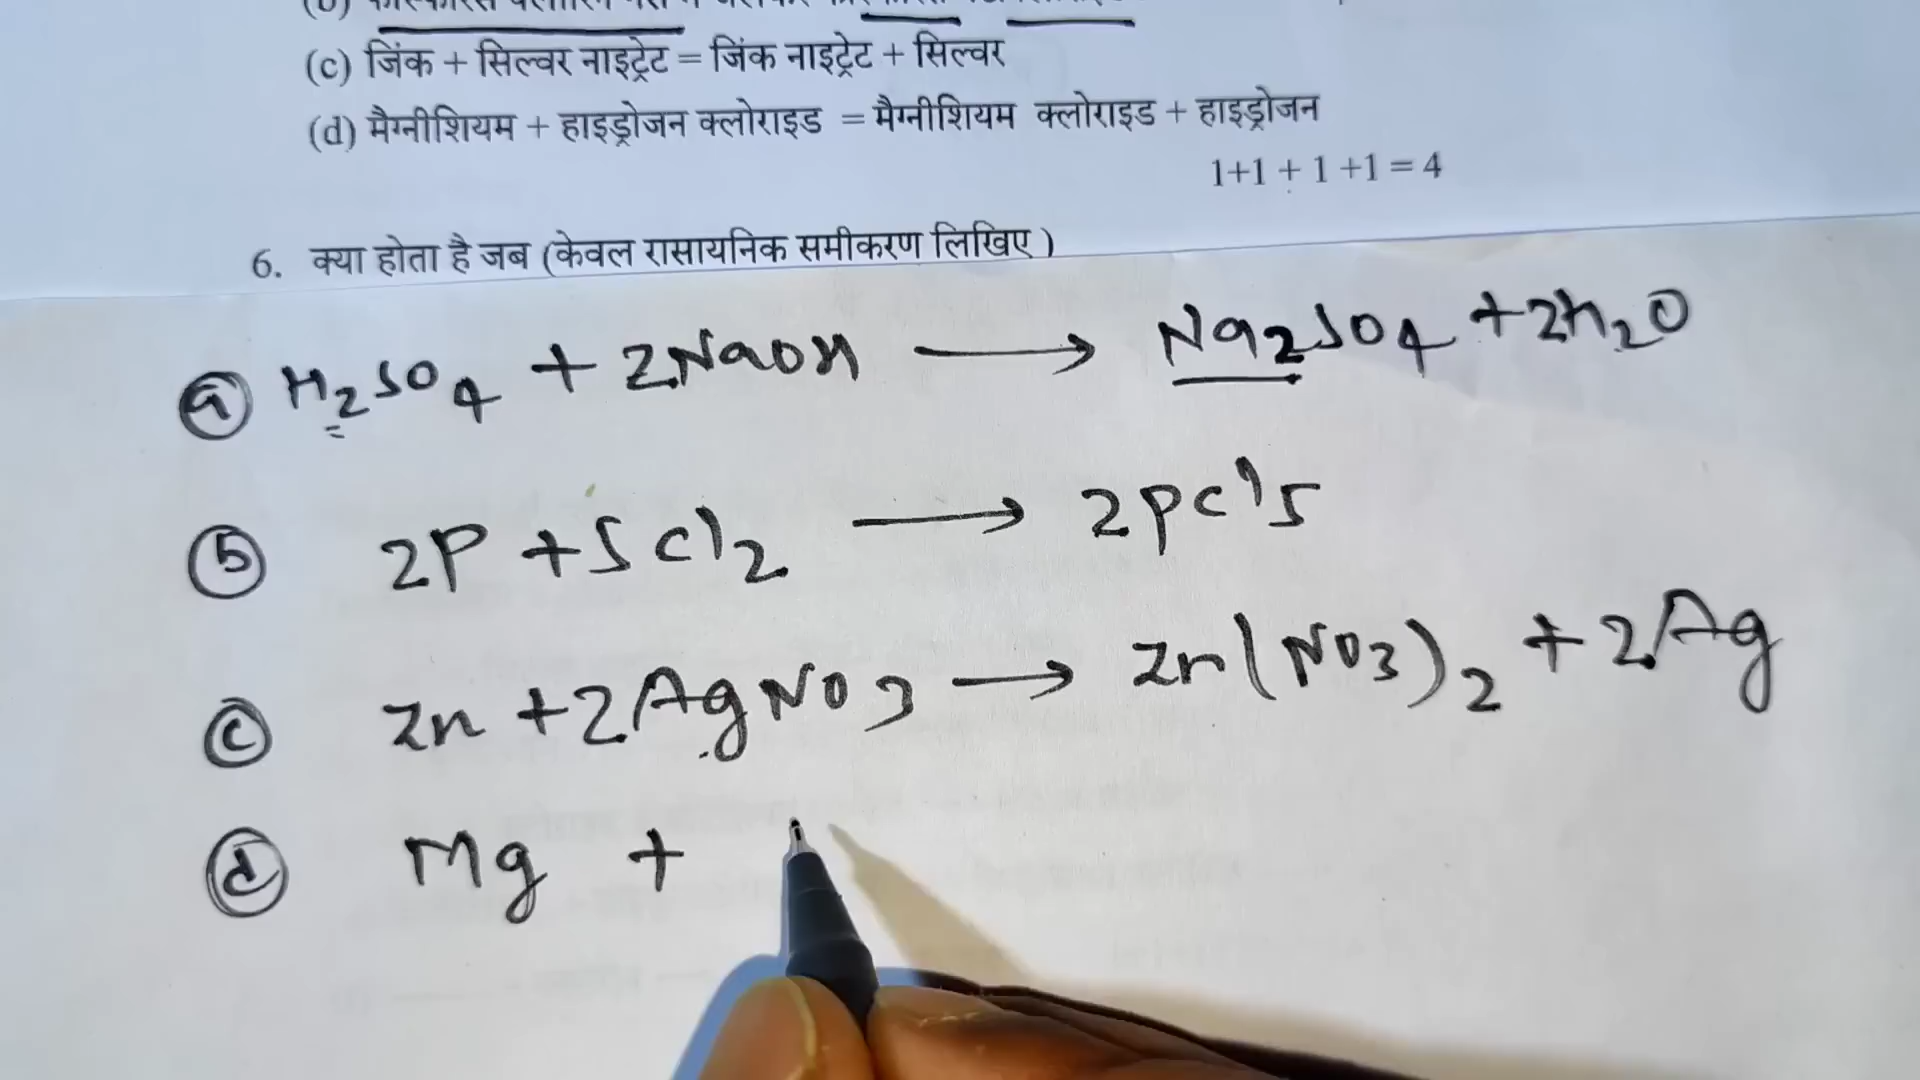 (c) जिंक + सिल्वर नाइट्रेट = जिंक नाइट्रेट + सिल्वर
(d) मैग्नीशियम + हाइड्रोजन क्लोराइड = मैग्नीशियम क्लोराइड + हाइड्रोजन
1+1 + 1 +1 = 4
6. क्या होता है जब (केवल रासायनिक समीकरण लिखिए )
(a) H₂SO₄ + 2NaOH ⟶ Na₂SO₄ + 2H₂O
(b) 2P + 5Cl₂ ⟶ 2PCl5
(c) Zn + 2AgNO₃ ⟶ Zn(NO₃)₂ + 2Ag
(d) Mg +